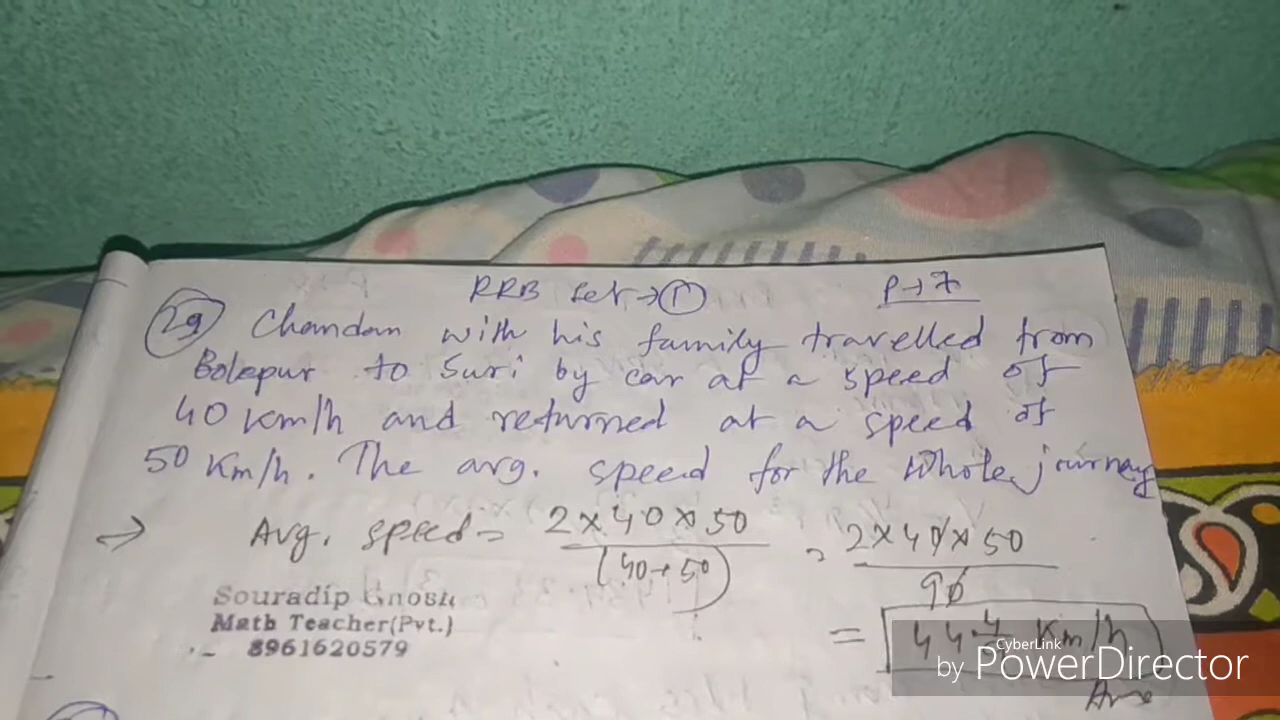 RRB Set → ① P → 7
29 Chandan with his family travelled from
Bolepur to Suri by car at a speed of
40 km/h and returned at a speed of
50 Km/h. The avg. speed for the whole journey
→ Avg. speed = 2×40×50 / (40+50) = 2×40×50 / 90
= 44 4/ Km/h
Ans
Souradip Ghosh
Math Teacher(Pvt.)
8961620579
CyberLink
by PowerDirector